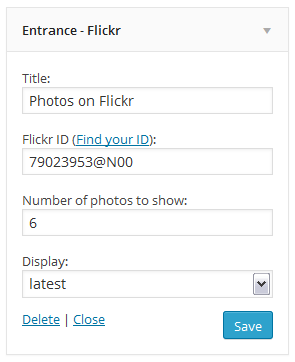 Entrance - Flickr
Title:
Photos on Flickr
Flickr ID (Find your ID):
79023953@N00
Number of photos to show:
6
Display:
latest
Delete | Close
Save